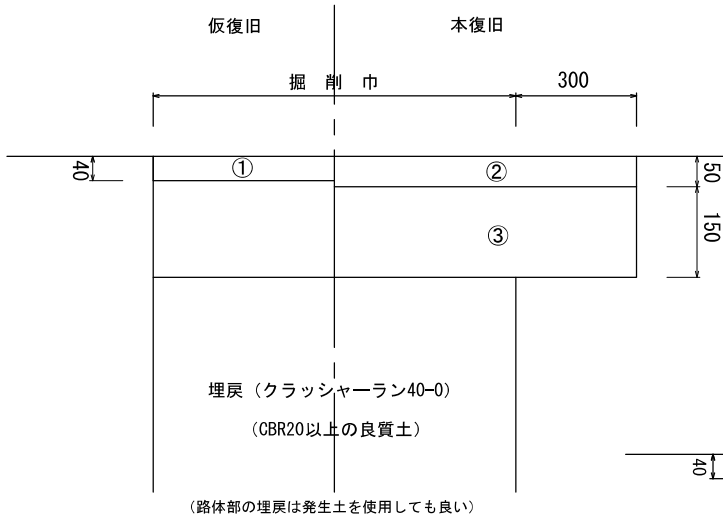 仮復旧 本復旧
掘 削 巾 300
40 ① ② 50
③ 150
埋戻（クラッシャーラン40-0）
（CBR20以上の良質土）
40
（路体部の埋戻は発生土を使用しても良い）